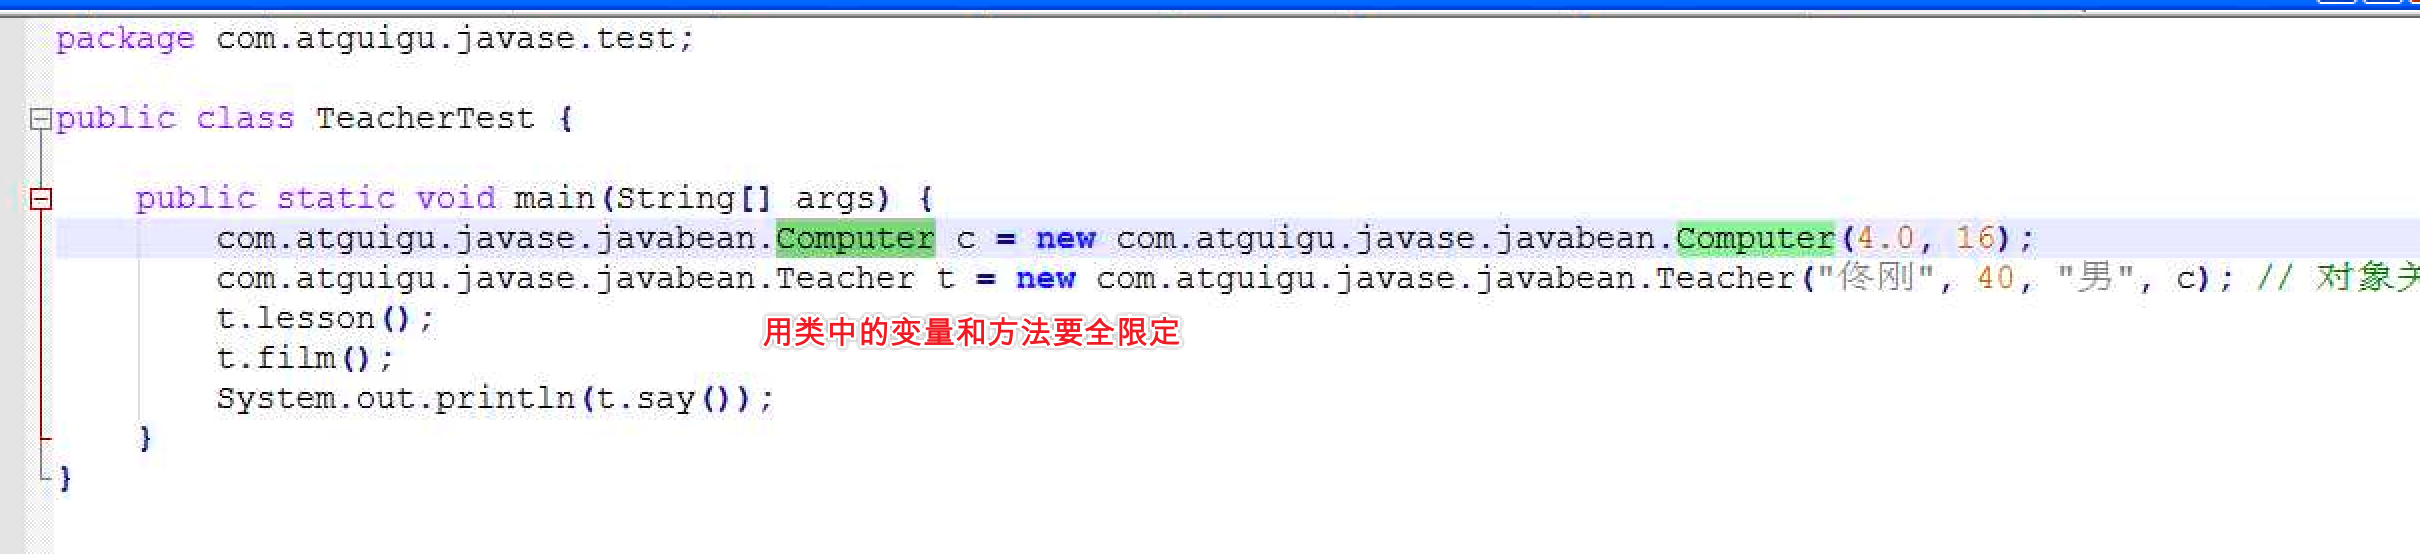 package com.atguigu.javase.test;
public class TeacherTest {
public static void main(String[] args) {
com.atguigu.javase.javabean.Computer c = new com.atguigu.javase.javabean.Computer(4.0, 16);
com.atguigu.javase.javabean.Teacher t = new com.atguigu.javase.javabean.Teacher("佟刚", 40, "男", c); // 对象关
t.lesson();
用类中的变量和方法要全限定
t.film();
System.out.println(t.say());
}
}